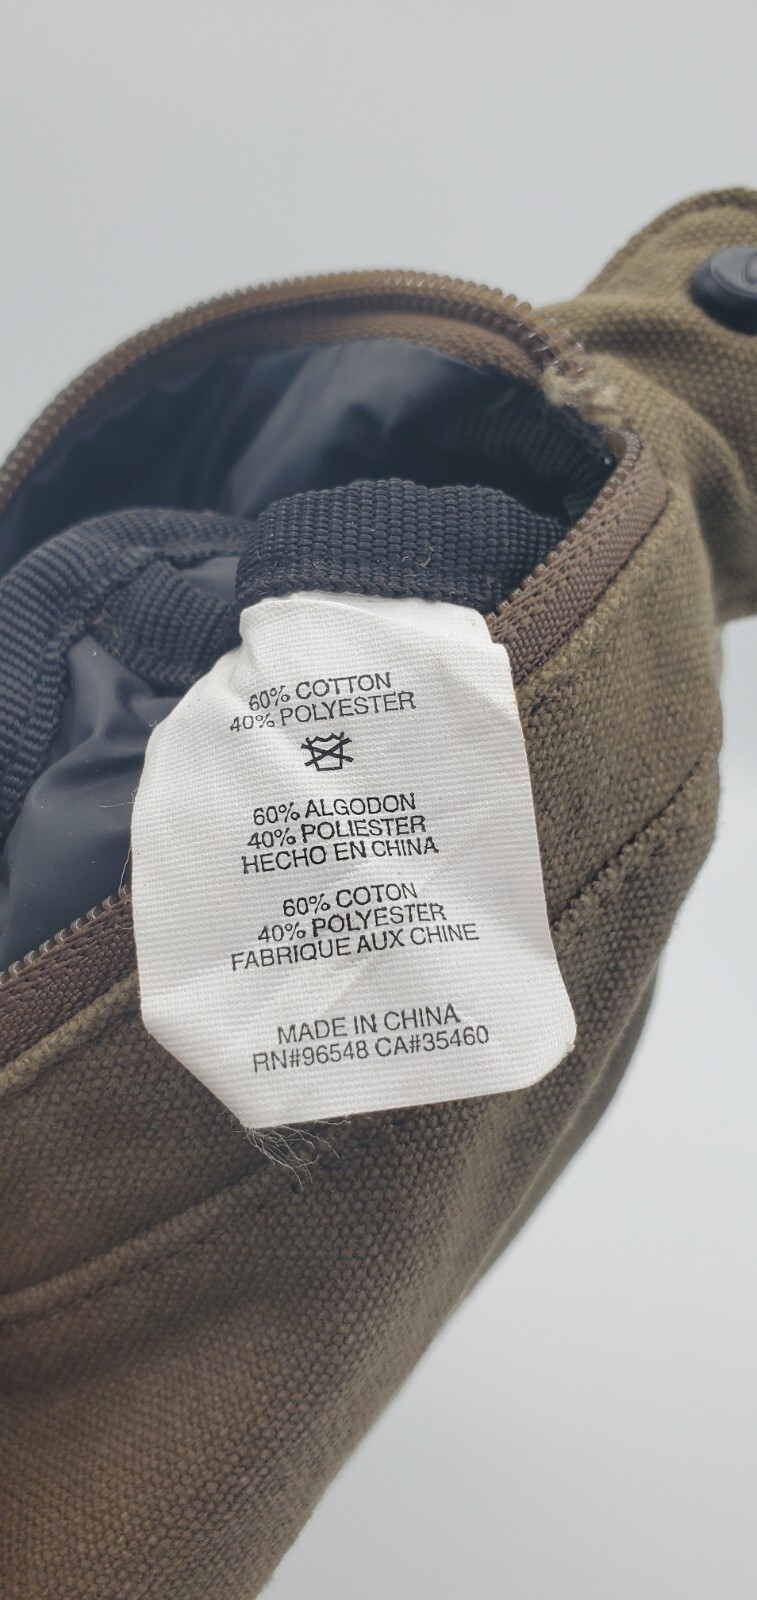 60% COTTON
40% POLYESTER
60% ALGODON
40% POLIESTER
HECHO EN CHINA
60% COTON
40% POLYESTER
FABRIQUE AUX CHINE
MADE IN CHINA
RN#96548 CA#35460